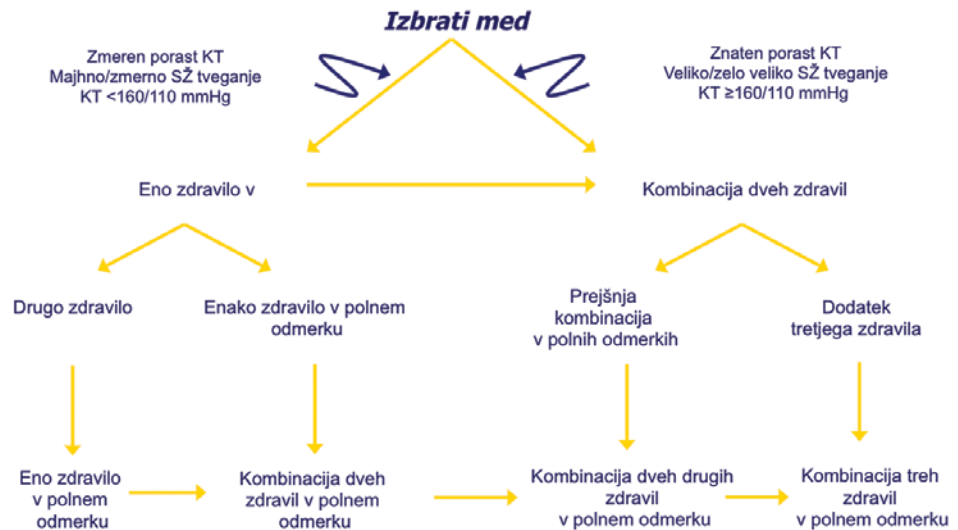 Izbrati med
Zmeren porast KT
Majhno/zmerno SŽ tveganje
KT <160/110 mmHg
Znaten porast KT
Veliko/zelo veliko SŽ tveganje
KT ≥160/110 mmHg
Eno zdravilo v
Kombinacija dveh zdravil
Drugo zdravilo
Enako zdravilo v polnem
odmerku
Prejšnja
kombinacija
v polnih odmerkih
Dodatek
tretjega zdravila
Eno zdravilo
v polnem
odmerku
Kombinacija dveh
zdravil v polnem
odmerku
Kombinacija dveh drugih
zdravil
v polnem odmerku
Kombinacija treh
zdravil
v polnem odmerku